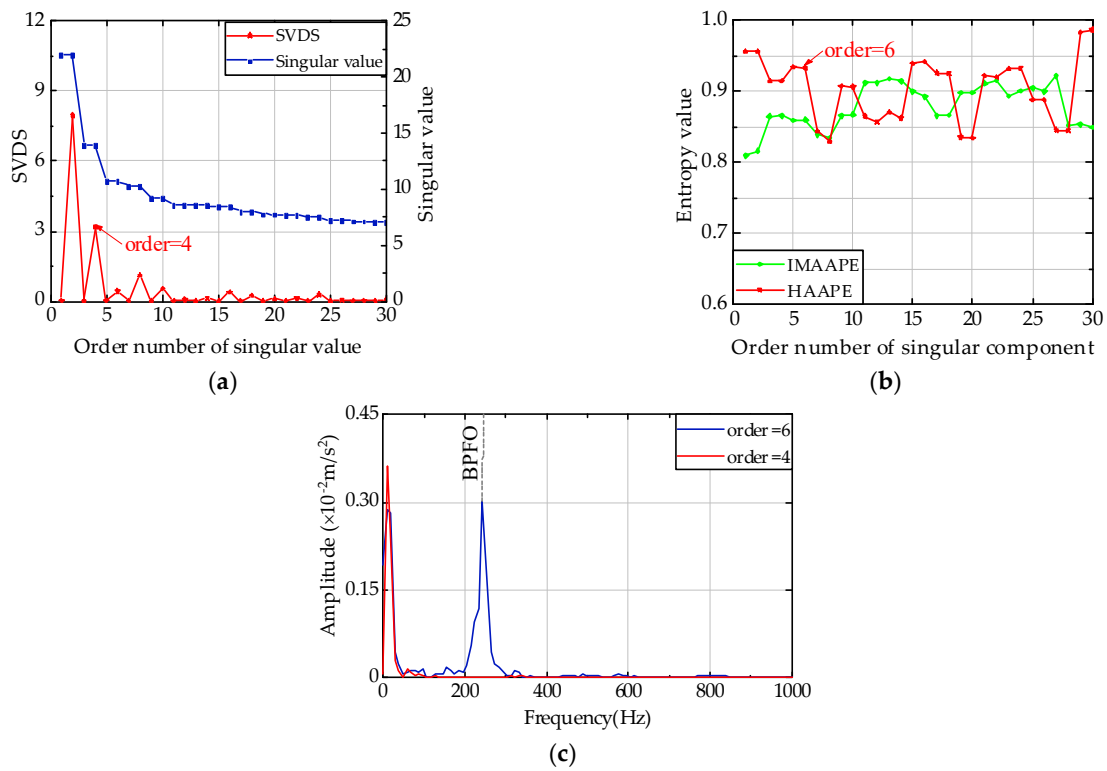 12
9
6
3
0
SVDS
25
20
15
10
5
0
Singular value
SVDS
Singular value
order=4
0 5 10 15 20 25 30
Order number of singular value
(a)
1.0
0.9
0.8
0.7
0.6
Entropy value
order=6
IMAAPE
HAAPE
0 5 10 15 20 25 30
Order number of singular component
(b)
0.45
0.30
0.15
0
Amplitude (×10⁻²m/s²)
BPFO
order=6
order=4
0 200 400 600 800 1000
Frequency(Hz)
(c)